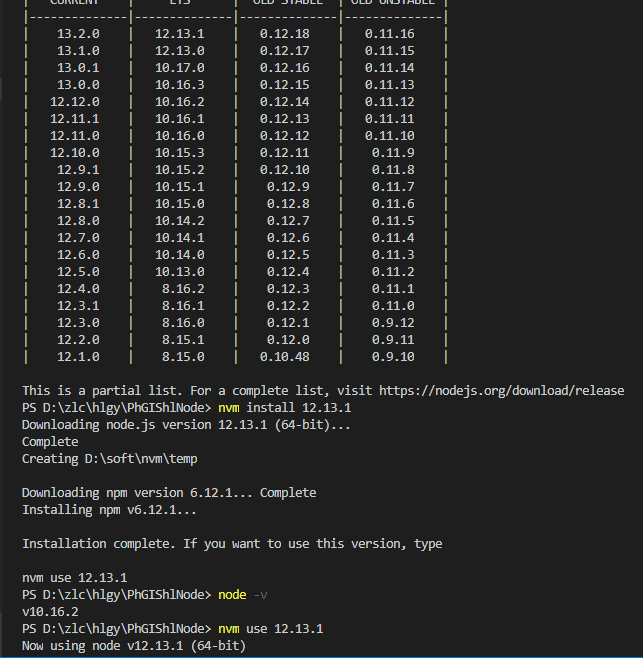 | CURRENT | LTS | OLD STABLE | OLD UNSTABLE |
|--------------|--------------|--------------|--------------|
| 13.2.0 | 12.13.1 | 0.12.18 | 0.11.16 |
| 13.1.0 | 12.13.0 | 0.12.17 | 0.11.15 |
| 13.0.1 | 10.17.0 | 0.12.16 | 0.11.14 |
| 13.0.0 | 10.16.3 | 0.12.15 | 0.11.13 |
| 12.12.0 | 10.16.2 | 0.12.14 | 0.11.12 |
| 12.11.1 | 10.16.1 | 0.12.13 | 0.11.11 |
| 12.11.0 | 10.16.0 | 0.12.12 | 0.11.10 |
| 12.10.0 | 10.15.3 | 0.12.11 | 0.11.9 |
| 12.9.1 | 10.15.2 | 0.12.10 | 0.11.8 |
| 12.9.0 | 10.15.1 | 0.12.9 | 0.11.7 |
| 12.8.1 | 10.15.0 | 0.12.8 | 0.11.6 |
| 12.8.0 | 10.14.2 | 0.12.7 | 0.11.5 |
| 12.7.0 | 10.14.1 | 0.12.6 | 0.11.4 |
| 12.6.0 | 10.14.0 | 0.12.5 | 0.11.3 |
| 12.5.0 | 10.13.0 | 0.12.4 | 0.11.2 |
| 12.4.0 | 8.16.2 | 0.12.3 | 0.11.1 |
| 12.3.1 | 8.16.1 | 0.12.2 | 0.11.0 |
| 12.3.0 | 8.16.0 | 0.12.1 | 0.9.12 |
| 12.2.0 | 8.15.1 | 0.12.0 | 0.9.11 |
| 12.1.0 | 8.15.0 | 0.10.48 | 0.9.10 |
This is a partial list. For a complete list, visit https://nodejs.org/download/release
PS D:\zlc\hlgy\PhGIShlNode> nvm install 12.13.1
Downloading node.js version 12.13.1 (64-bit)...
Complete
Creating D:\soft\nvm\temp
Downloading npm version 6.12.1... Complete
Installing npm v6.12.1...
Installation complete. If you want to use this version, type
nvm use 12.13.1
PS D:\zlc\hlgy\PhGIShlNode> node -v
v10.16.2
PS D:\zlc\hlgy\PhGIShlNode> nvm use 12.13.1
Now using node v12.13.1 (64-bit)